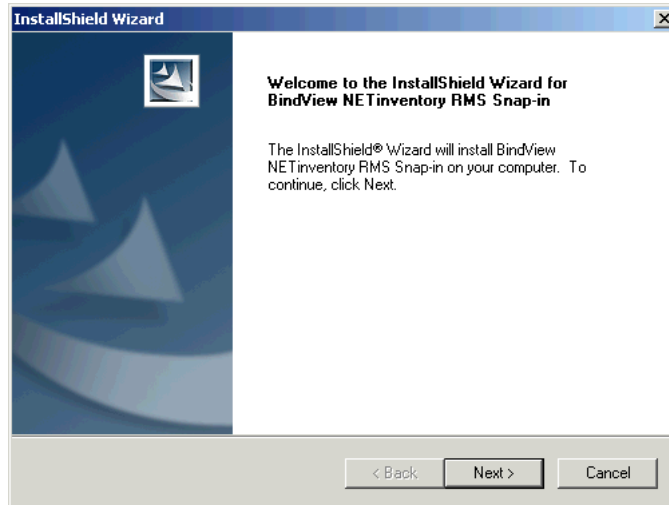 InstallShield Wizard
Welcome to the InstallShield Wizard for
BindView NETinventory RMS Snap-in
The InstallShield® Wizard will install BindView
NETinventory RMS Snap-in on your computer. To
continue, click Next.
< Back Next > Cancel